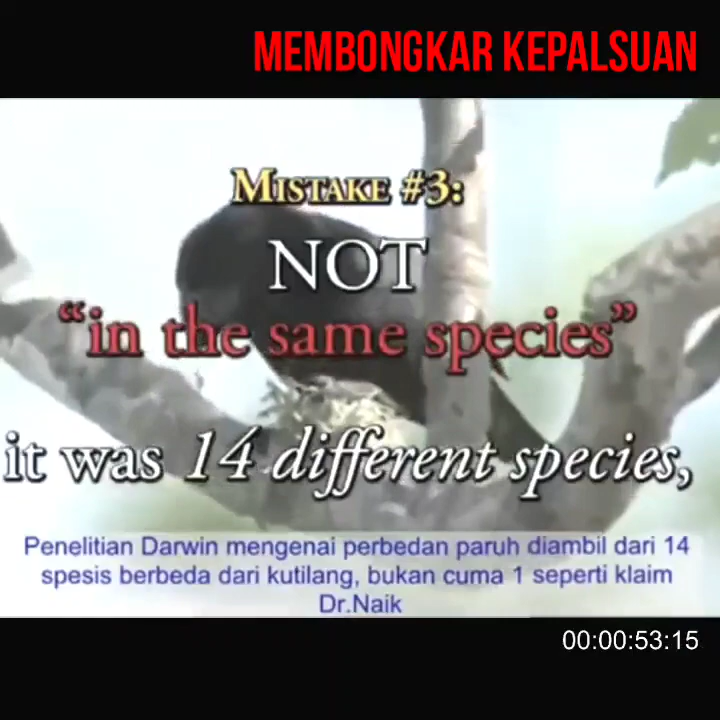 MEMBONGKAR KEPALSUAN
MISTAKE #3:
NOT
“in the same species”
it was 14 different species,
Penelitian Darwin mengenai perbedan paruh diambil dari 14
spesis berbeda dari kutilang, bukan cuma 1 seperti klaim
Dr.Naik
00:00:53:15